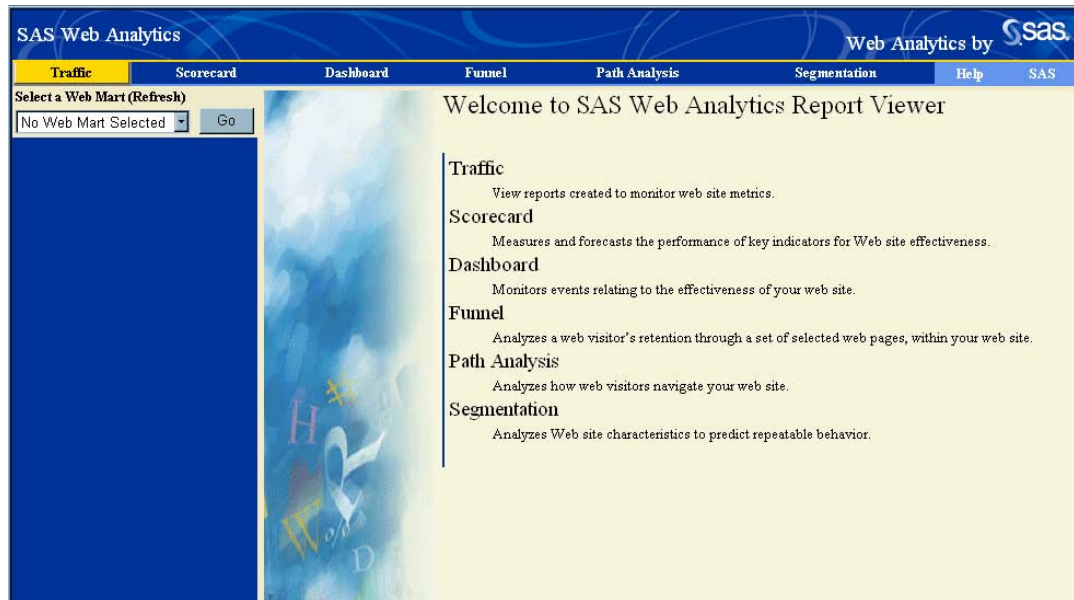 SAS Web Analytics
Web Analytics by sas.
Traffic Scorecard Dashboard Funnel Path Analysis Segmentation Help SAS
Select a Web Mart (Refresh)
No Web Mart Selected Go
Welcome to SAS Web Analytics Report Viewer
Traffic
View reports created to monitor web site metrics.
Scorecard
Measures and forecasts the performance of key indicators for Web site effectiveness.
Dashboard
Monitors events relating to the effectiveness of your web site.
Funnel
Analyzes a web visitor's retention through a set of selected web pages, within your web site.
Path Analysis
Analyzes how web visitors navigate your web site.
Segmentation
Analyzes Web site characteristics to predict repeatable behavior.
#
H
R
W
%
D